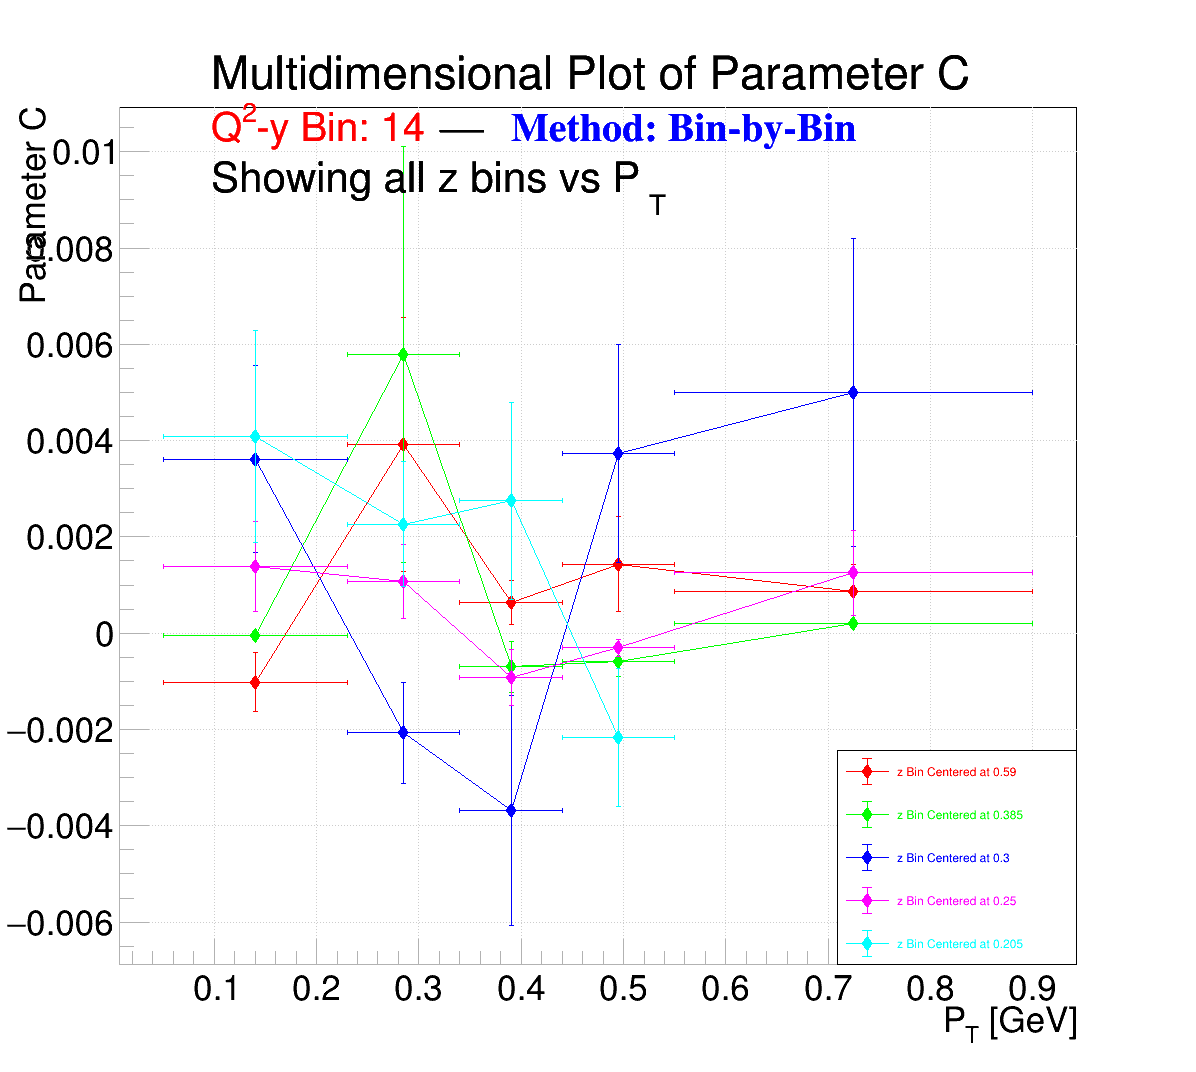 Multidimensional Plot of Parameter C
Q²-y Bin: 14 — Method: Bin-by-Bin
Showing all z bins vs P_T
Parameter C
0.01
0.008
0.006
0.004
0.002
0
−0.002
−0.004
−0.006
z Bin Centered at 0.59
z Bin Centered at 0.385
z Bin Centered at 0.3
z Bin Centered at 0.25
z Bin Centered at 0.205
0.1 0.2 0.3 0.4 0.5 0.6 0.7 0.8 0.9
P_T [GeV]